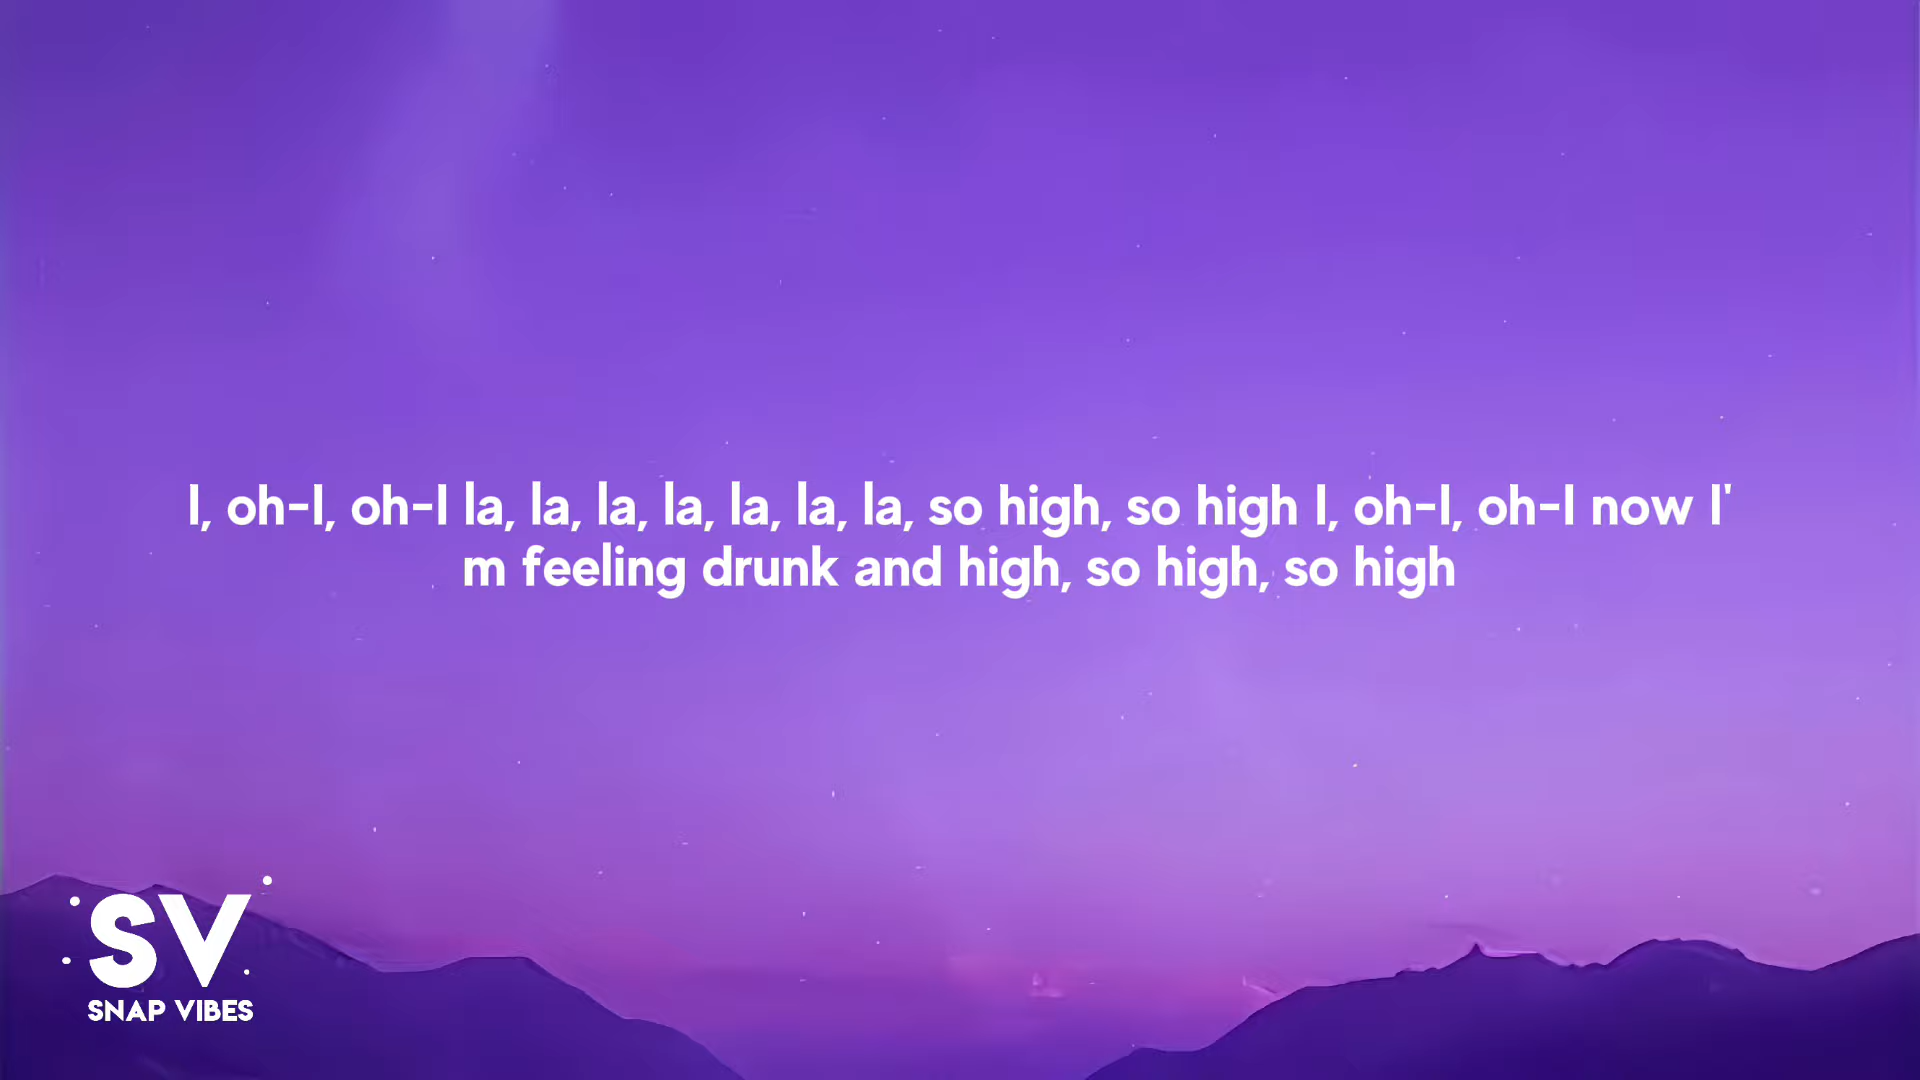 I, oh-I, oh-I la, la, la, la, la, la, la, so high, so high I, oh-I, oh-I now I'
m feeling drunk and high, so high, so high
SV
SNAP VIBES